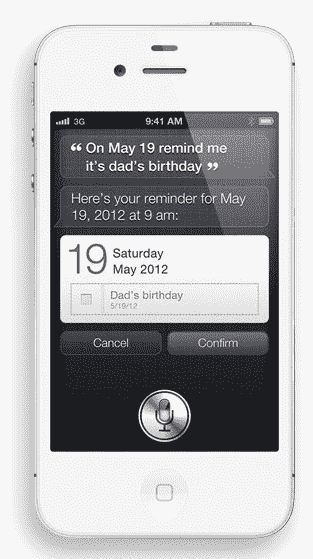 3G 9:41 AM
“ On May 19 remind me
it’s dad’s birthday ”
Here’s your reminder for May
19, 2012 at 9 am:
19 Saturday
May 2012
Dad’s birthday
5/19/12
Cancel Confirm